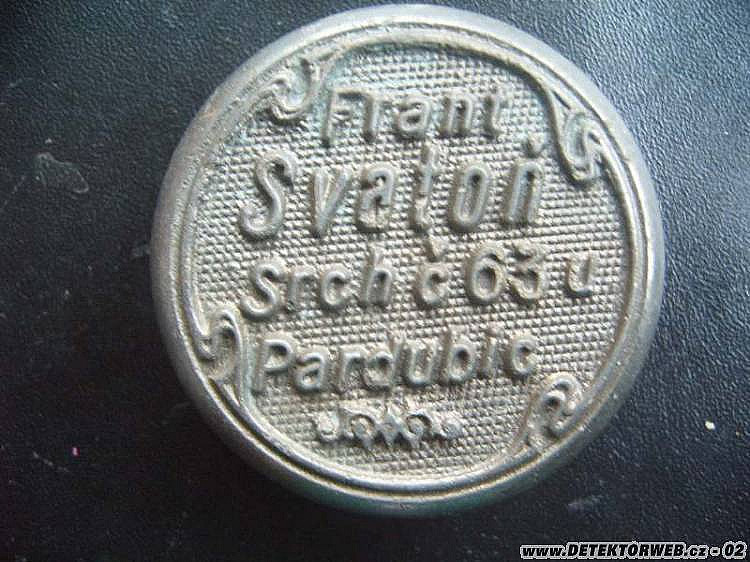 Frant
Svatoň
Srch č 63 u
Pardubic
www.DETEKTORWEB.cz - 02